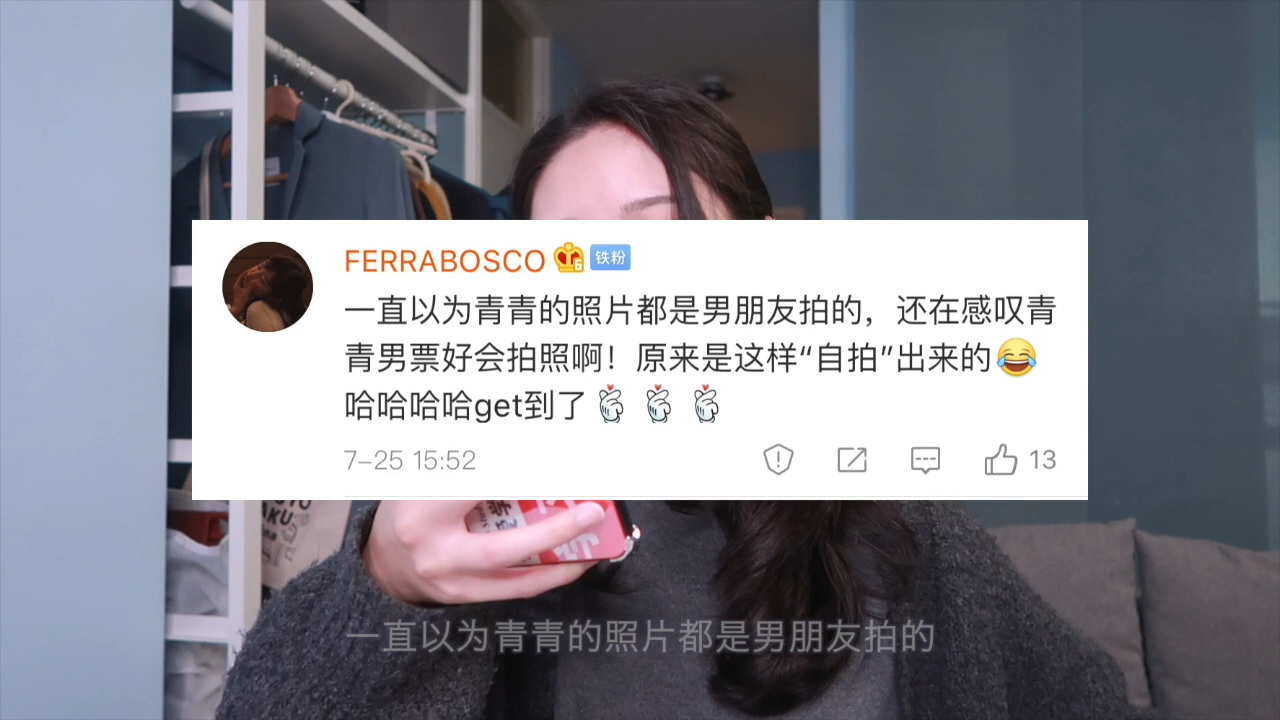 FERRABOSCO 6 铁粉
一直以为青青的照片都是男朋友拍的，还在感叹青
青男票好会拍照啊！原来是这样“自拍”出来的😂
哈哈哈哈get到了
7-25 15:52 13
AKU
一直以为青青的照片都是男朋友拍的